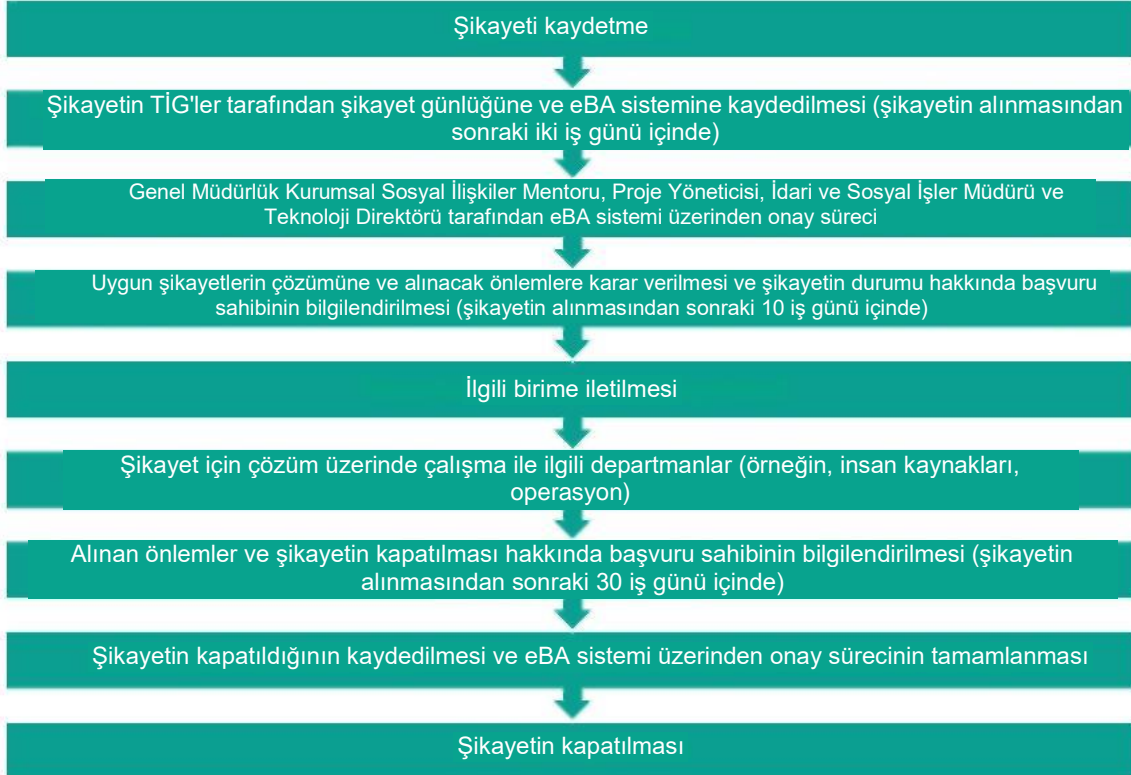 Şikayeti kaydetme
Şikayetin TİG'ler tarafından şikayet günlüğüne ve eBA sistemine kaydedilmesi (şikayetin alınmasından
sonraki iki iş günü içinde)
Genel Müdürlük Kurumsal Sosyal İlişkiler Mentoru, Proje Yöneticisi, İdari ve Sosyal İşler Müdürü ve
Teknoloji Direktörü tarafından eBA sistemi üzerinden onay süreci
Uygun şikayetlerin çözümüne ve alınacak önlemlere karar verilmesi ve şikayetin durumu hakkında başvuru
sahibinin bilgilendirilmesi (şikayetin alınmasından sonraki 10 iş günü içinde)
İlgili birime iletilmesi
Şikayet için çözüm üzerinde çalışma ile ilgili departmanlar (örneğin, insan kaynakları,
operasyon)
Alınan önlemler ve şikayetin kapatılması hakkında başvuru sahibinin bilgilendirilmesi (şikayetin
alınmasından sonraki 30 iş günü içinde)
Şikayetin kapatıldığının kaydedilmesi ve eBA sistemi üzerinden onay sürecinin tamamlanması
Şikayetin kapatılması